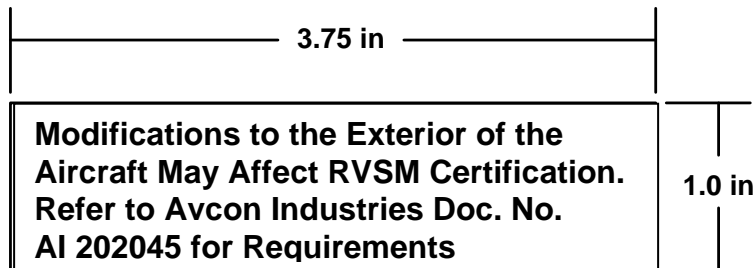 3.75 in
Modifications to the Exterior of the
Aircraft May Affect RVSM Certification.
1.0 in
Refer to Avcon Industries Doc. No.
AI 202045 for Requirements